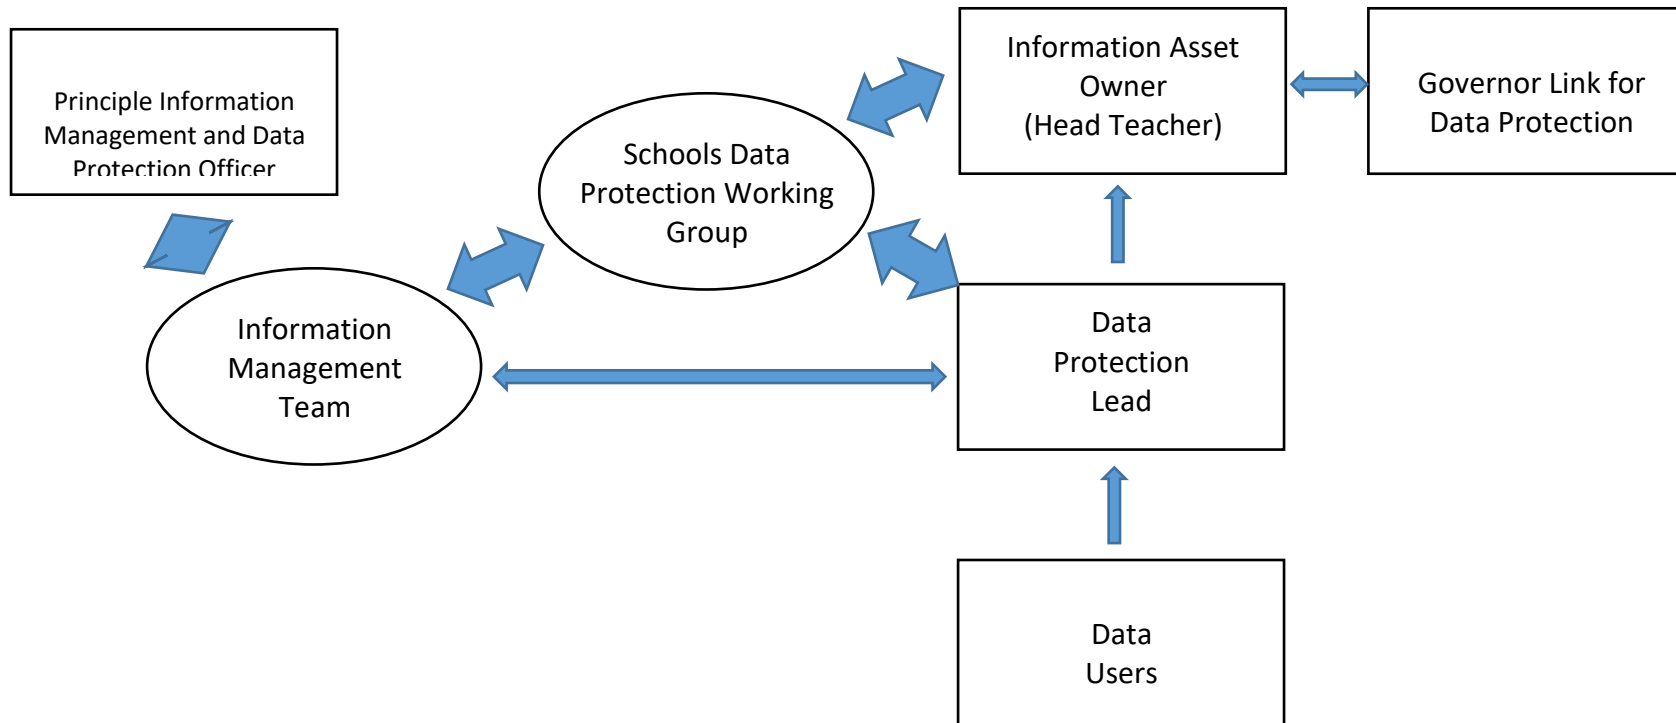 Principle Information
Management and Data
Protection Officer
Schools Data
Protection Working
Group
Information Asset
Owner
(Head Teacher)
Governor Link for
Data Protection
Information
Management
Team
Data
Protection
Lead
Data
Users